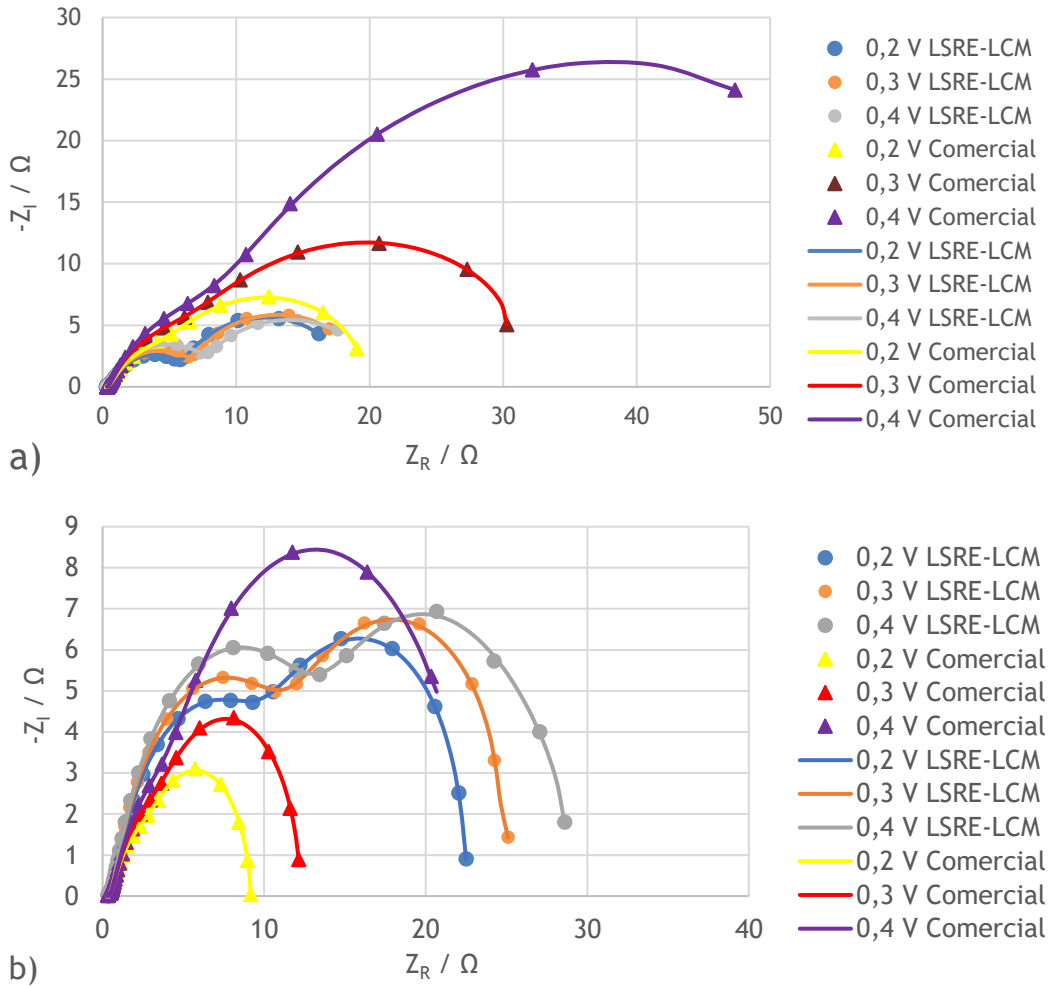 30
25
20
15
10
5
0
-Z_I / Ω
0 10 20 30 40 50
Z_R / Ω
0,2 V LSRE-LCM
0,3 V LSRE-LCM
0,4 V LSRE-LCM
0,2 V Comercial
0,3 V Comercial
0,4 V Comercial
0,2 V LSRE-LCM
0,3 V LSRE-LCM
0,4 V LSRE-LCM
0,2 V Comercial
0,3 V Comercial
0,4 V Comercial
a)
9
8
7
6
5
4
3
2
1
0
-Z_I / Ω
0 10 20 30 40
Z_R / Ω
0,2 V LSRE-LCM
0,3 V LSRE-LCM
0,4 V LSRE-LCM
0,2 V Comercial
0,3 V Comercial
0,4 V Comercial
0,2 V LSRE-LCM
0,3 V LSRE-LCM
0,4 V LSRE-LCM
0,2 V Comercial
0,3 V Comercial
0,4 V Comercial
b)